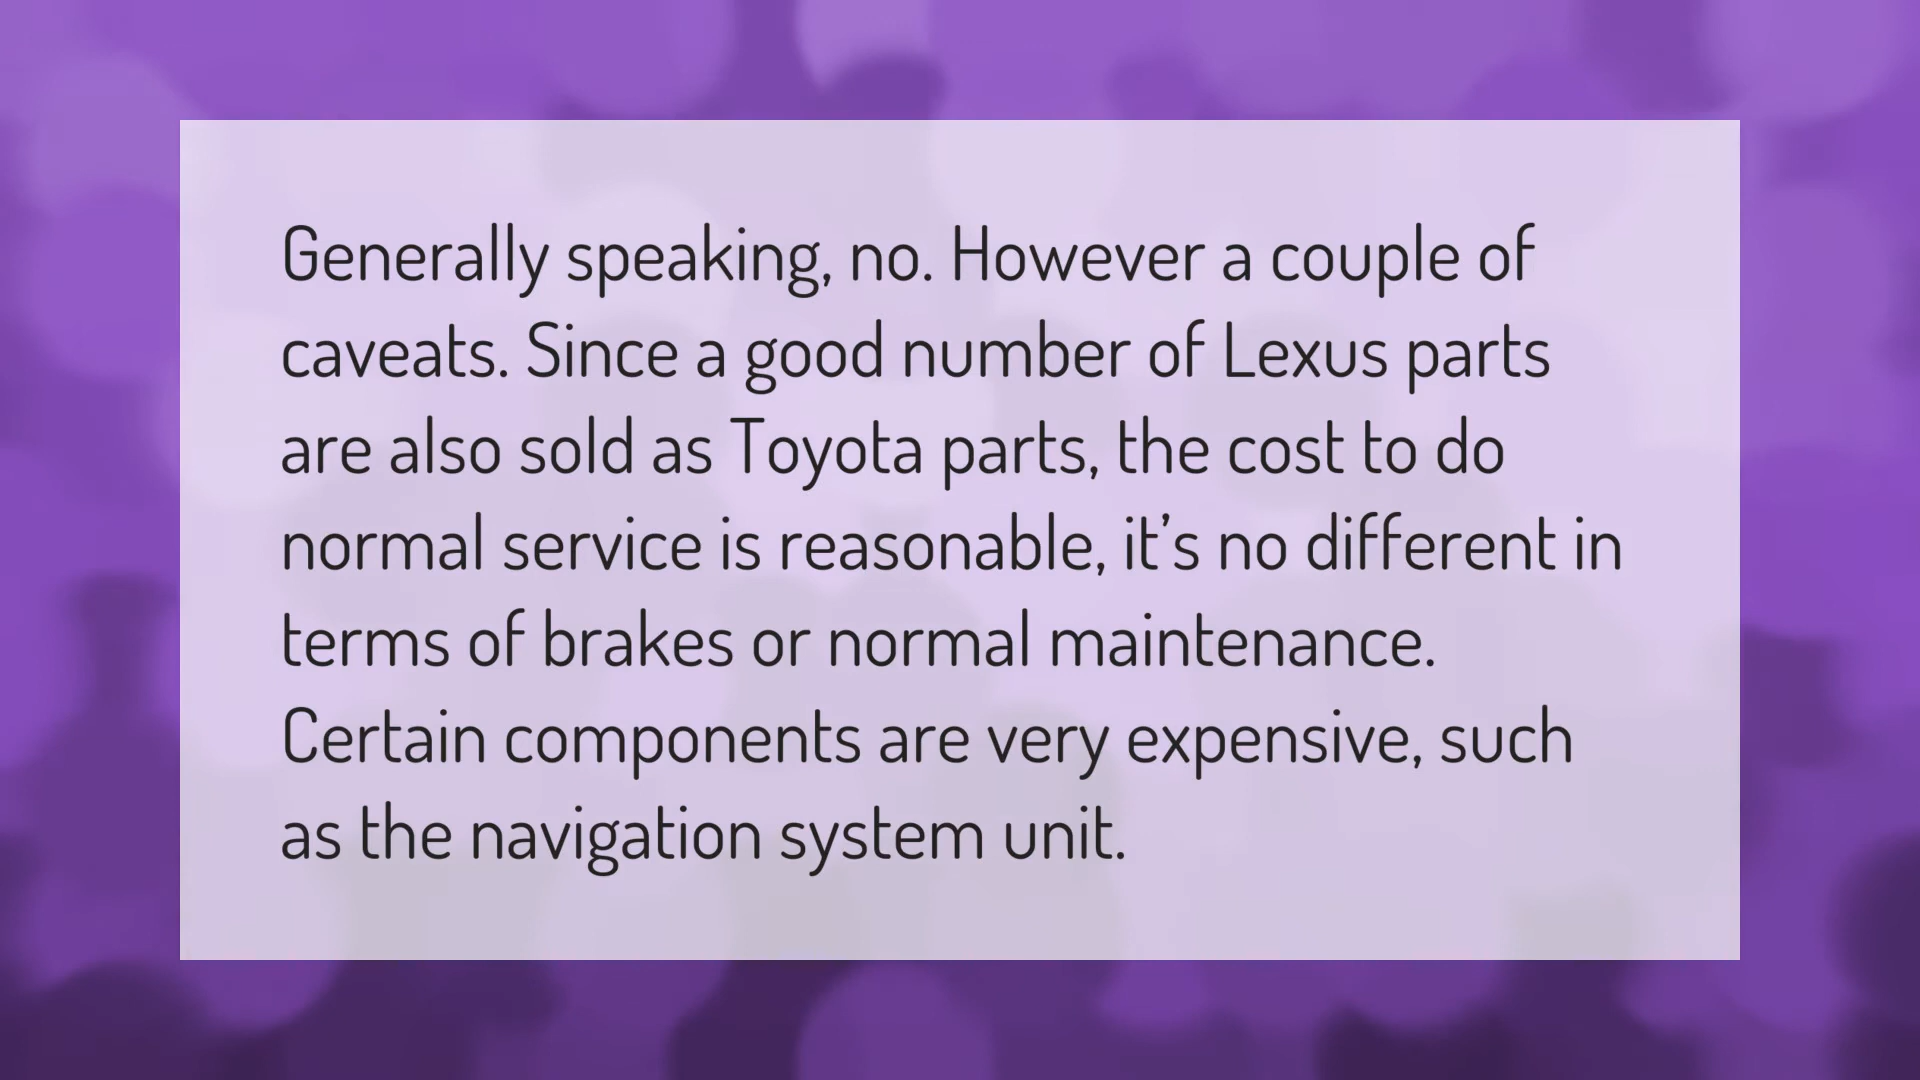 Generally speaking, no. However a couple of
caveats. Since a good number of Lexus parts
are also sold as Toyota parts, the cost to do
normal service is reasonable, it’s no different in
terms of brakes or normal maintenance.
Certain components are very expensive, such
as the navigation system unit.